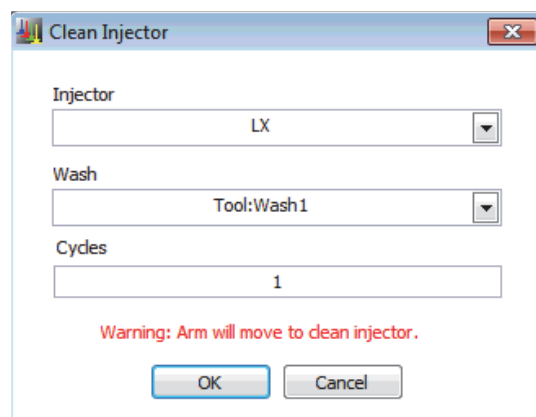 Clean Injector
Injector
LX
Wash
Tool:Wash1
Cycles
1
Warning: Arm will move to clean injector.
OK Cancel